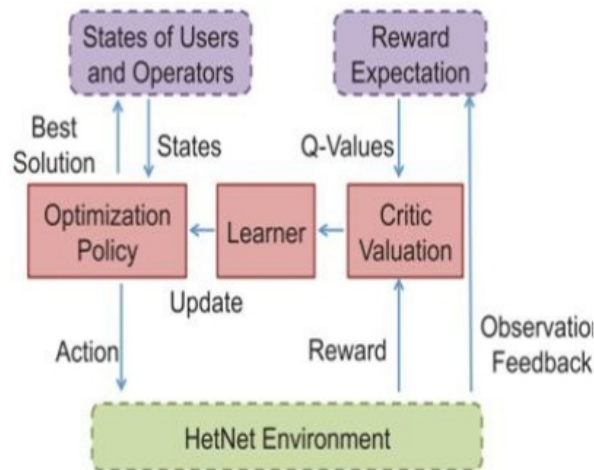 States of Users
and Operators
Reward
Expectation
Best
Solution
States
Q-Values
Optimization
Policy
Learner
Critic
Valuation
Update
Action
Reward
Observation
Feedback
HetNet Environment